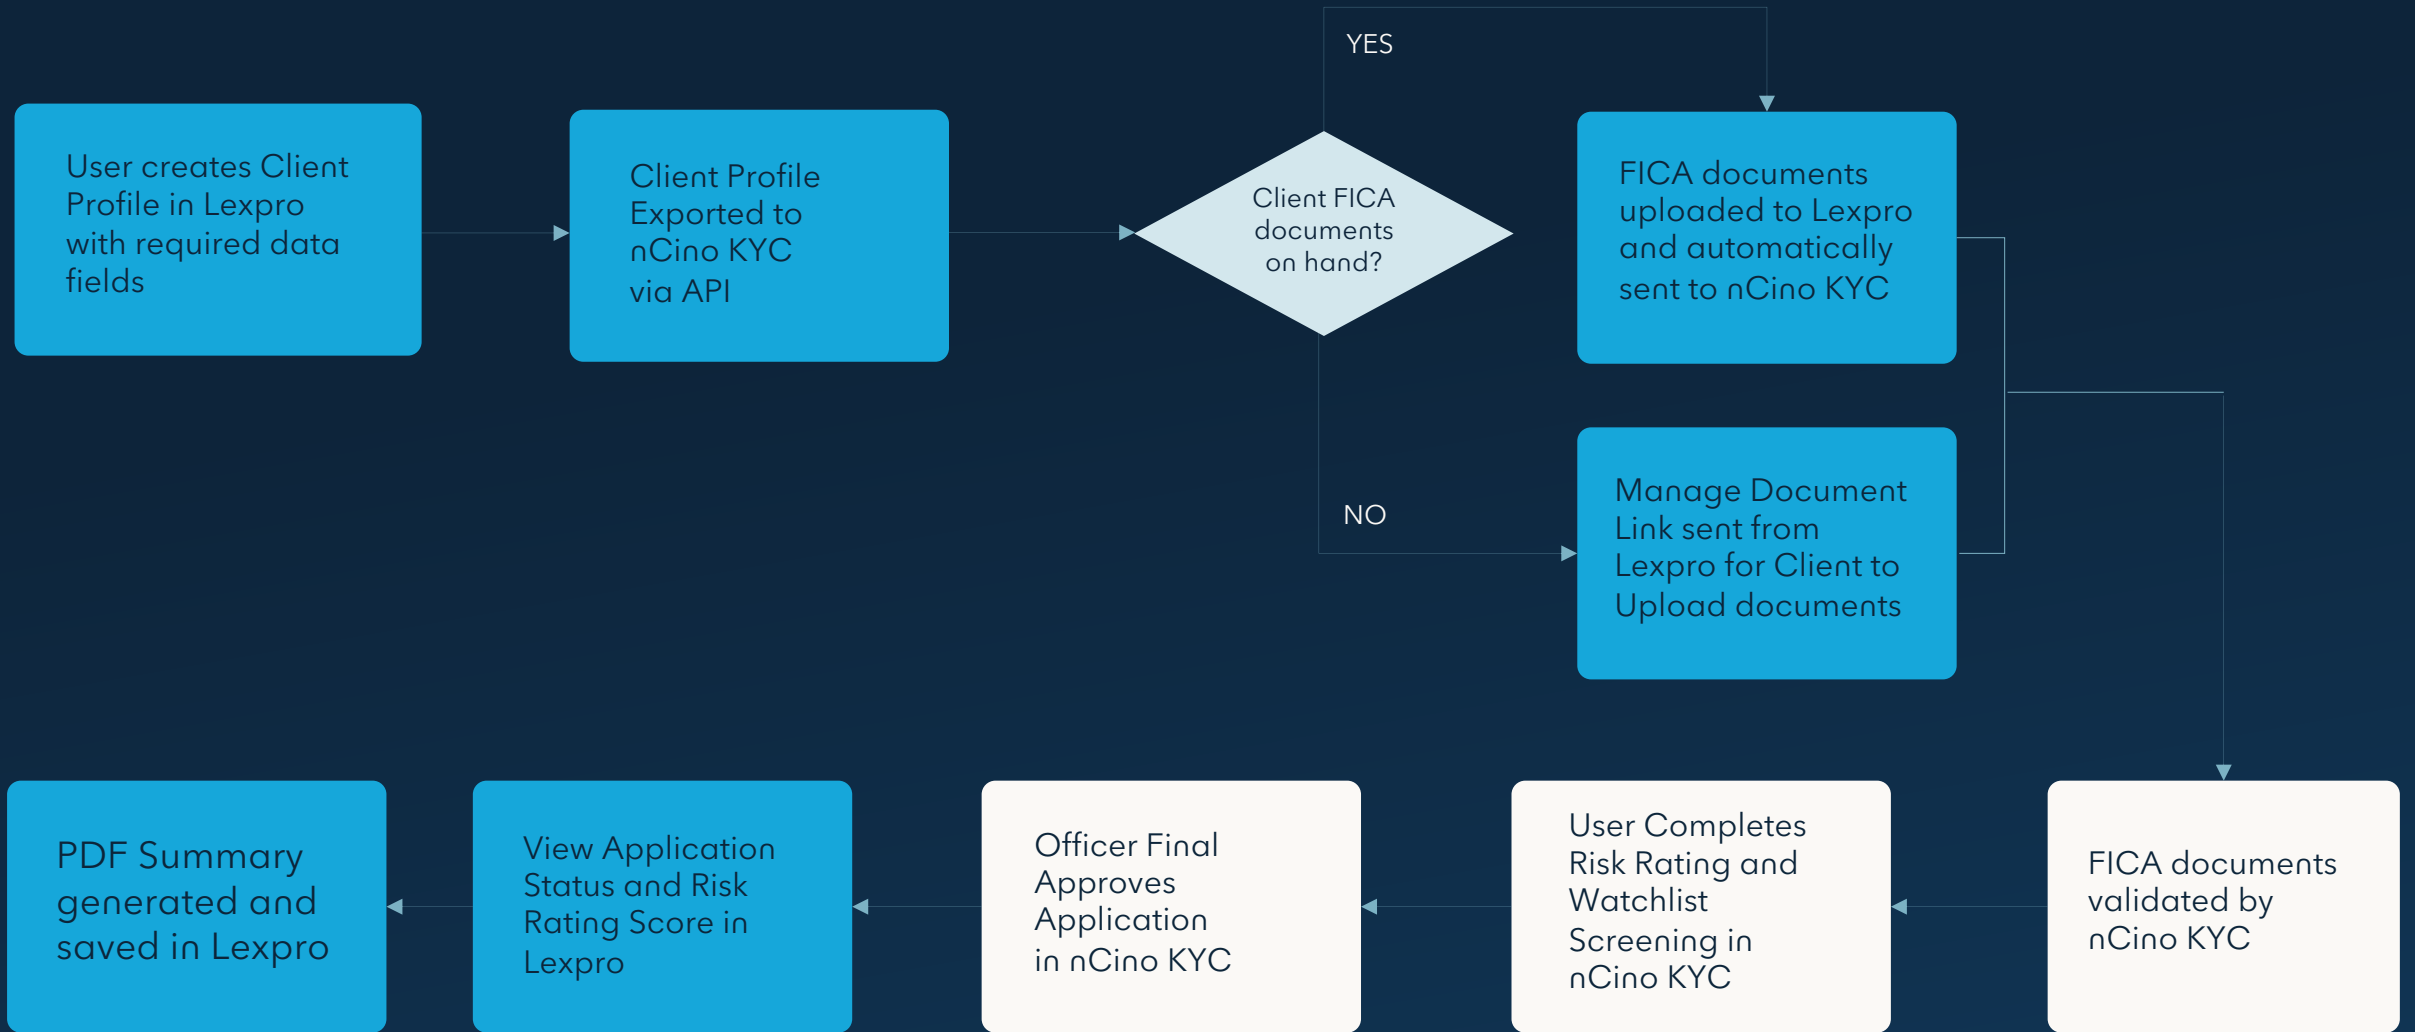 YES
User creates Client
Profile in Lexpro
with required data
fields
Client Profile
Exported to
nCino KYC
via API
Client FICA
documents
on hand?
FICA documents
uploaded to Lexpro
and automatically
sent to nCino KYC
NO
Manage Document
Link sent from
Lexpro for Client to
Upload documents
PDF Summary
generated and
saved in Lexpro
View Application
Status and Risk
Rating Score in
Lexpro
Officer Final
Approves
Application
in nCino KYC
User Completes
Risk Rating and
Watchlist
Screening in
nCino KYC
FICA documents
validated by
nCino KYC